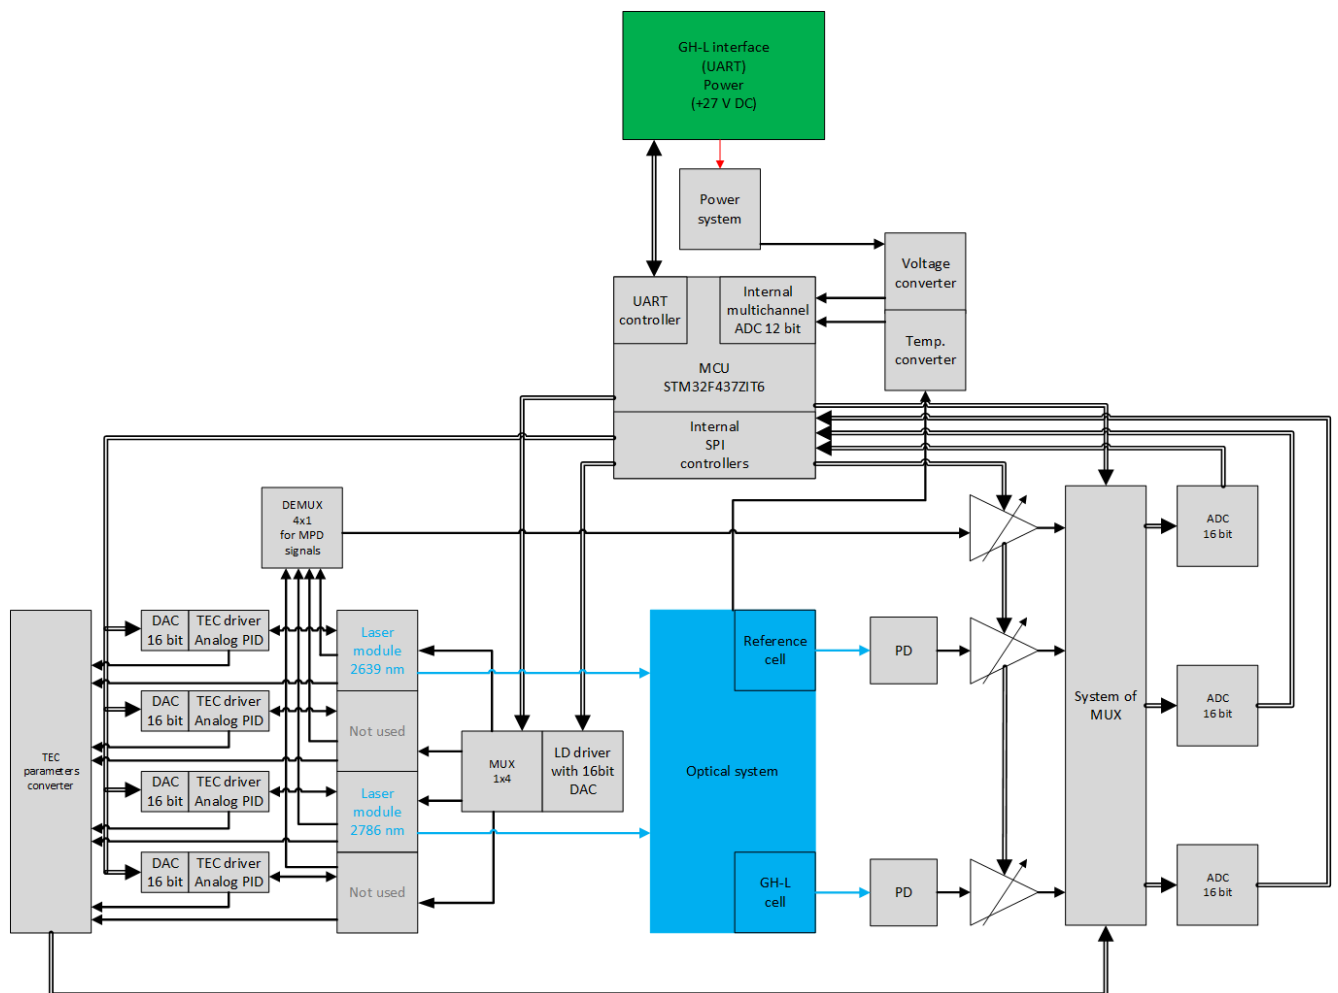 GH-L interface
(UART)
Power
(+27 V DC)
Power
system
Voltage
converter
UART
controller
Internal
multichannel
ADC 12 bit
Temp.
converter
MCU
STM32F437ZIT6
Internal
SPI
controllers
DEMUX
4x1
for MPD
signals
ADC
16 bit
DAC
16 bit
TEC driver
Analog PID
Laser
module
2639 nm
Reference
cell
PD
DAC
16 bit
TEC driver
Analog PID
Not used
System of
MUX
ADC
16 bit
TEC
parameters
converter
MUX
1x4
LD driver
with 16bit
DAC
Optical system
DAC
16 bit
TEC driver
Analog PID
Laser
module
2786 nm
DAC
16 bit
TEC driver
Analog PID
Not used
GH-L
cell
PD
ADC
16 bit